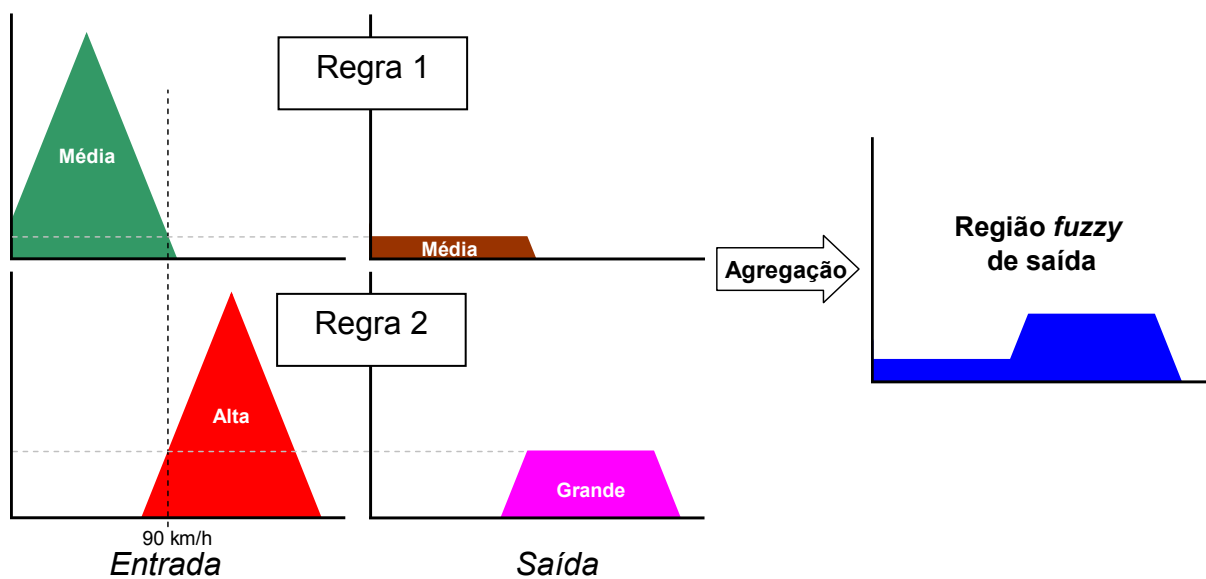 Regra 1
Média
Média
Agregação
Região fuzzy
de saída
Regra 2
Alta
Grande
90 km/h
Entrada
Saída